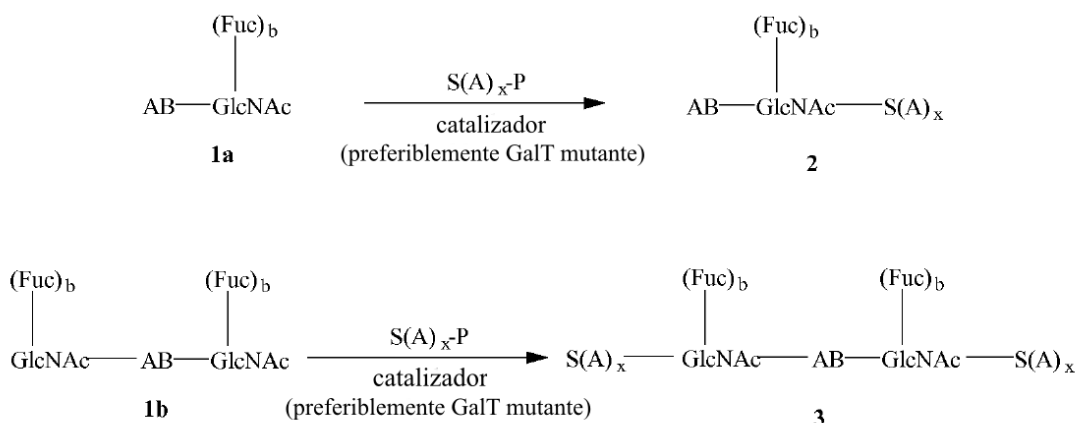 (Fuc) b
AB—GlcNAc
1a
S(A) x-P
catalizador
(preferiblemente GalT mutante)
(Fuc) b
AB—GlcNAc—S(A) x
2
(Fuc) b (Fuc) b
GlcNAc—AB—GlcNAc
1b
S(A) x-P
catalizador
(preferiblemente GalT mutante)
(Fuc) b (Fuc) b
S(A) x—GlcNAc—AB—GlcNAc—S(A) x
3